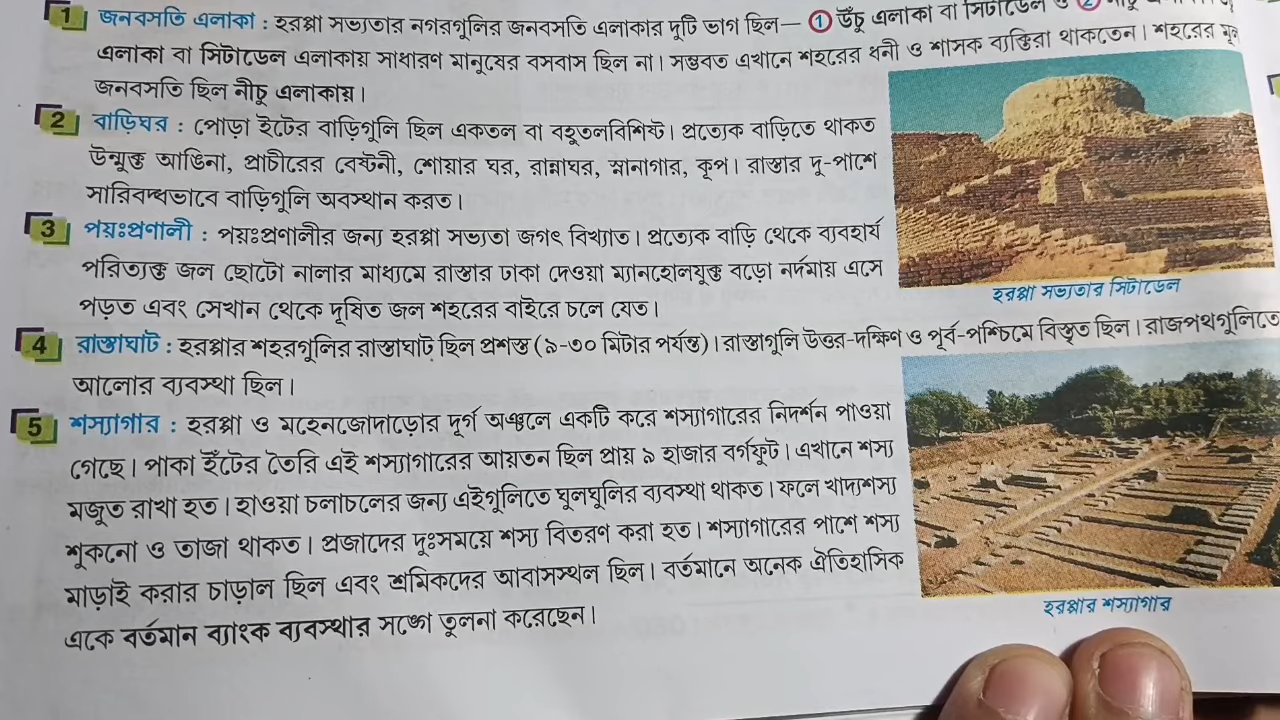 1 জনবসতি এলাকা : হরপ্পা সভ্যতার নগরগুলির জনবসতি এলাকার দুটি ভাগ ছিল— ① উঁচু এলাকা বা সিটাডেল ও ②
এলাকা বা সিটাডেল এলাকায় সাধারণ মানুষের বসবাস ছিল না। সম্ভবত এখানে শহরের ধনী ও শাসক ব্যক্তিরা থাকতেন। শহরের মূল
জনবসতি ছিল নীচু এলাকায়।
2 বাড়িঘর : পোড়া ইটের বাড়িগুলি ছিল একতল বা বহুতলবিশিষ্ট। প্রত্যেক বাড়িতে থাকত
উন্মুক্ত আঙিনা, প্রাচীরের বেষ্টনী, শোয়ার ঘর, রান্নাঘর, স্নানাগার, কূপ। রাস্তার দু-পাশে
সারিবদ্ধভাবে বাড়িগুলি অবস্থান করত।
3 পয়ঃপ্রণালী : পয়ঃপ্রণালীর জন্য হরপ্পা সভ্যতা জগৎ বিখ্যাত। প্রত্যেক বাড়ি থেকে ব্যবহার্য
পরিত্যক্ত জল ছোটো নালার মাধ্যমে রাস্তার ঢাকা দেওয়া ম্যানহোলযুক্ত বড়ো নর্দমায় এসে
পড়ত এবং সেখান থেকে দূষিত জল শহরের বাইরে চলে যেত।
হরপ্পা সভ্যতার সিটাডেল
4 রাস্তাঘাট : হরপ্পার শহরগুলির রাস্তাঘাট ছিল প্রশস্ত (৯-৩০ মিটার পর্যন্ত)। রাস্তাগুলি উত্তর-দক্ষিণ ও পূর্ব-পশ্চিমে বিস্তৃত ছিল। রাজপথগুলিতে
আলোর ব্যবস্থা ছিল।
5 শস্যাগার : হরপ্পা ও মহেনজোদাড়োর দূর্গ অঞ্চলে একটি করে শস্যাগারের নিদর্শন পাওয়া
গেছে। পাকা ইঁটের তৈরি এই শস্যাগারের আয়তন ছিল প্রায় ৯ হাজার বর্গফুট। এখানে শস্য
মজুত রাখা হত। হাওয়া চলাচলের জন্য এইগুলিতে ঘুলঘুলির ব্যবস্থা থাকত। ফলে খাদ্যশস্য
শুকনো ও তাজা থাকত। প্রজাদের দুঃসময়ে শস্য বিতরণ করা হত। শস্যাগারের পাশে শস্য
মাড়াই করার চাড়াল ছিল এবং শ্রমিকদের আবাসস্থল ছিল। বর্তমানে অনেক ঐতিহাসিক
একে বর্তমান ব্যাংক ব্যবস্থার সঙ্গে তুলনা করেছেন।
হরপ্পার শস্যাগার